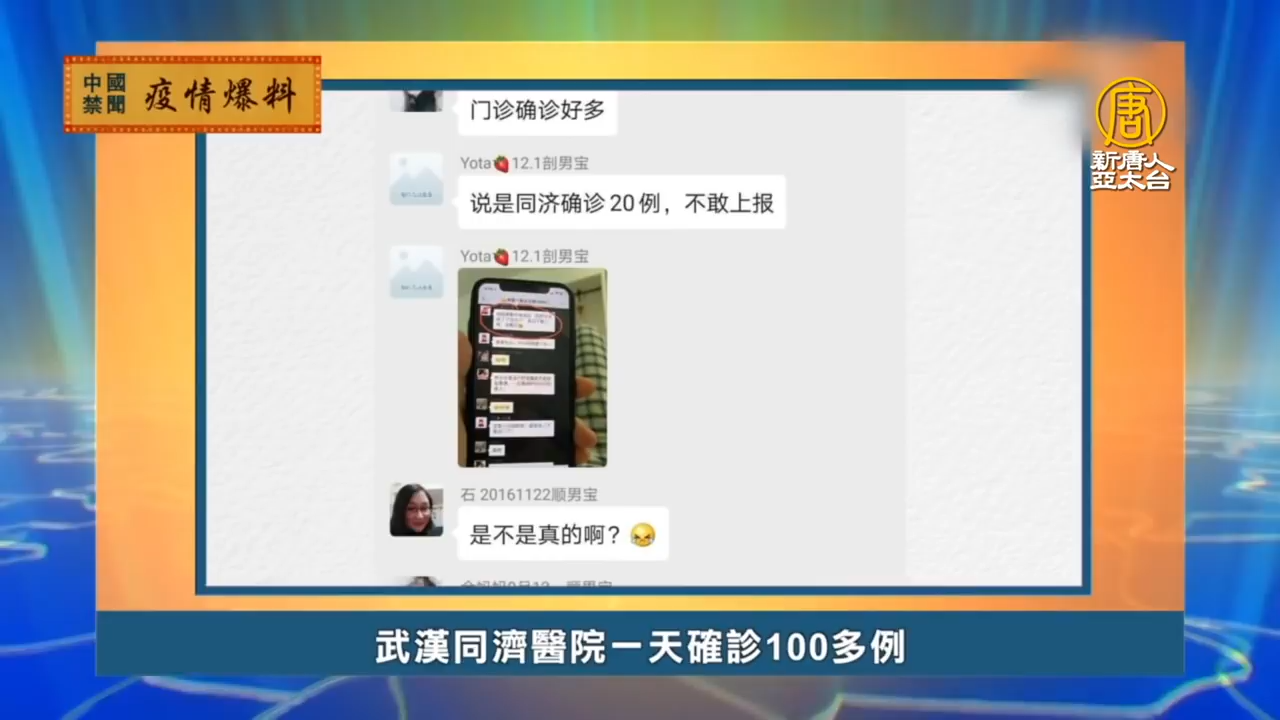 中國
禁聞
疫情爆料
唐
新唐人
亞太台
门诊确诊好多
Yota🍓12.1剖男宝
说是同济确诊20例，不敢上报
Yota🍓12.1剖男宝
石 20161122顺男宝
是不是真的啊？😂
武漢同濟醫院一天確診100多例